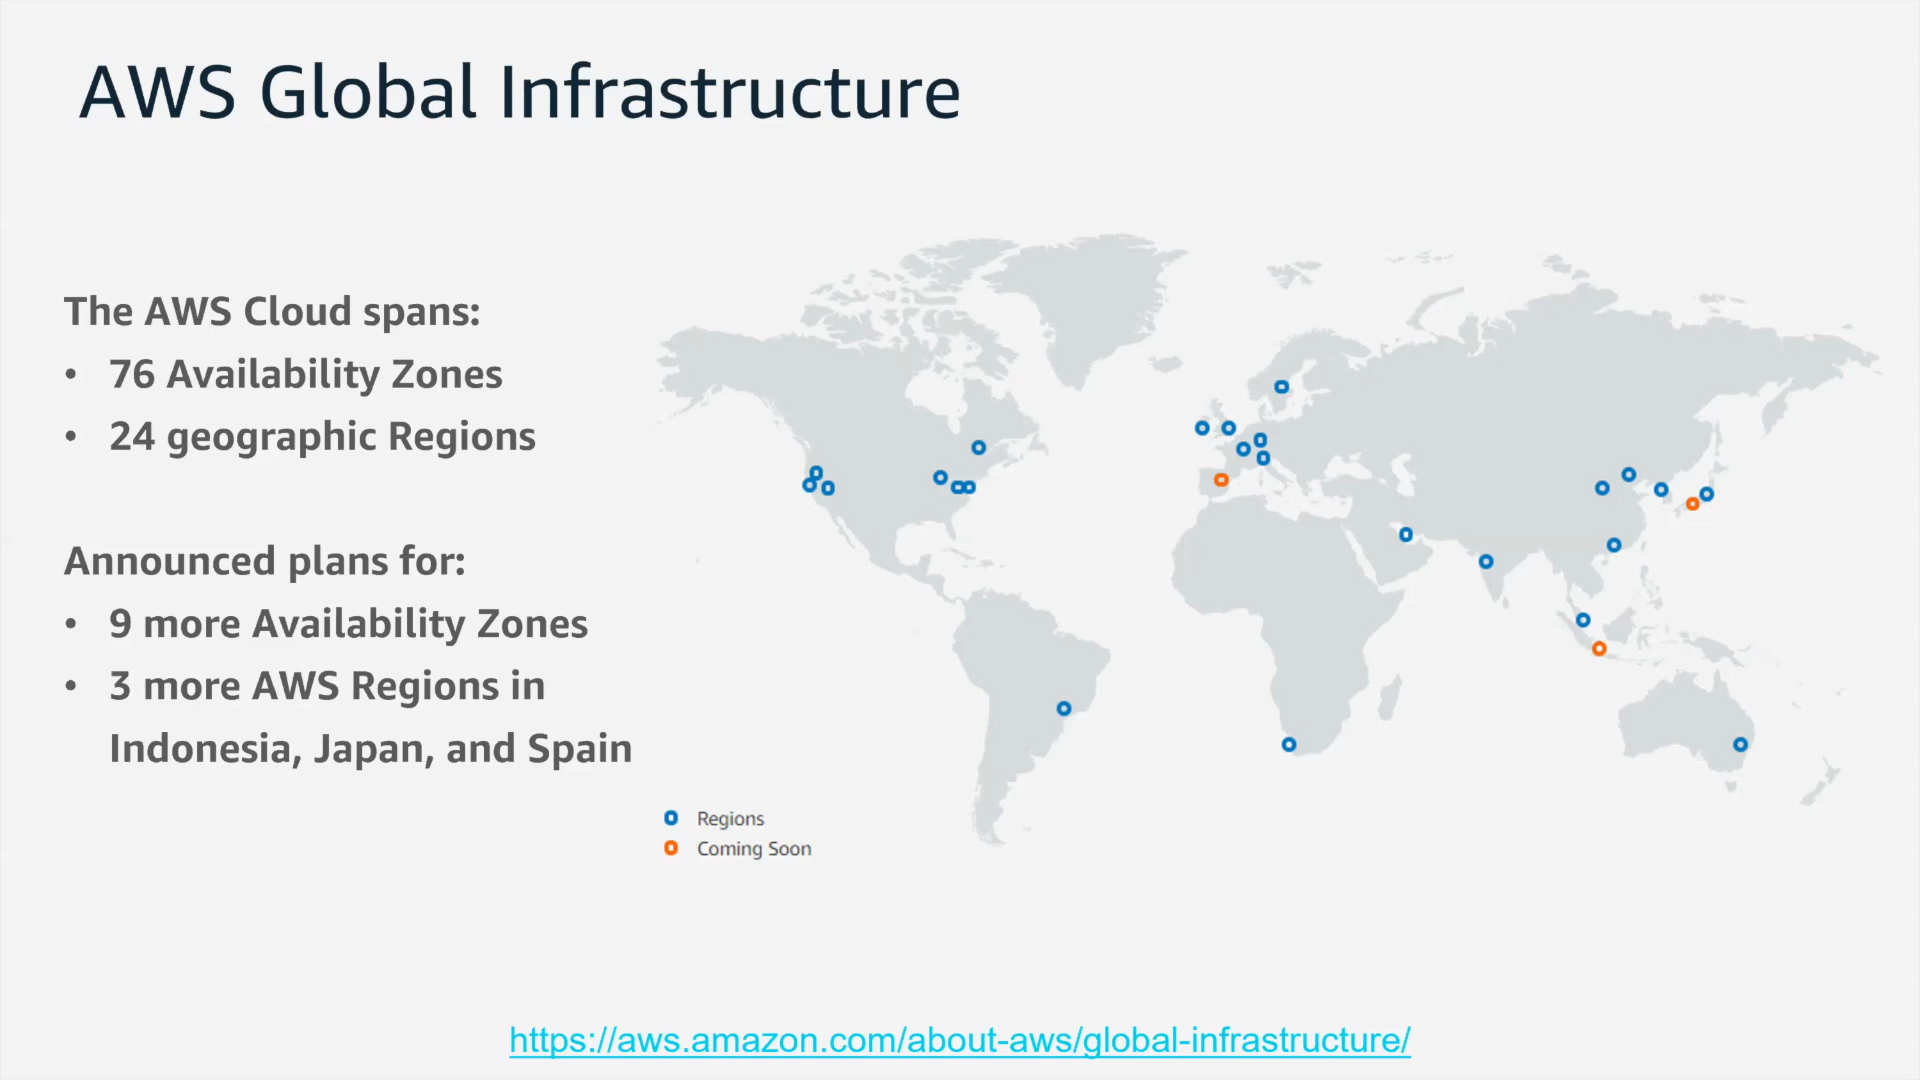 AWS Global Infrastructure
The AWS Cloud spans:
• 76 Availability Zones
• 24 geographic Regions
Announced plans for:
• 9 more Availability Zones
• 3 more AWS Regions in
Indonesia, Japan, and Spain
Regions
Coming Soon
https://aws.amazon.com/about-aws/global-infrastructure/